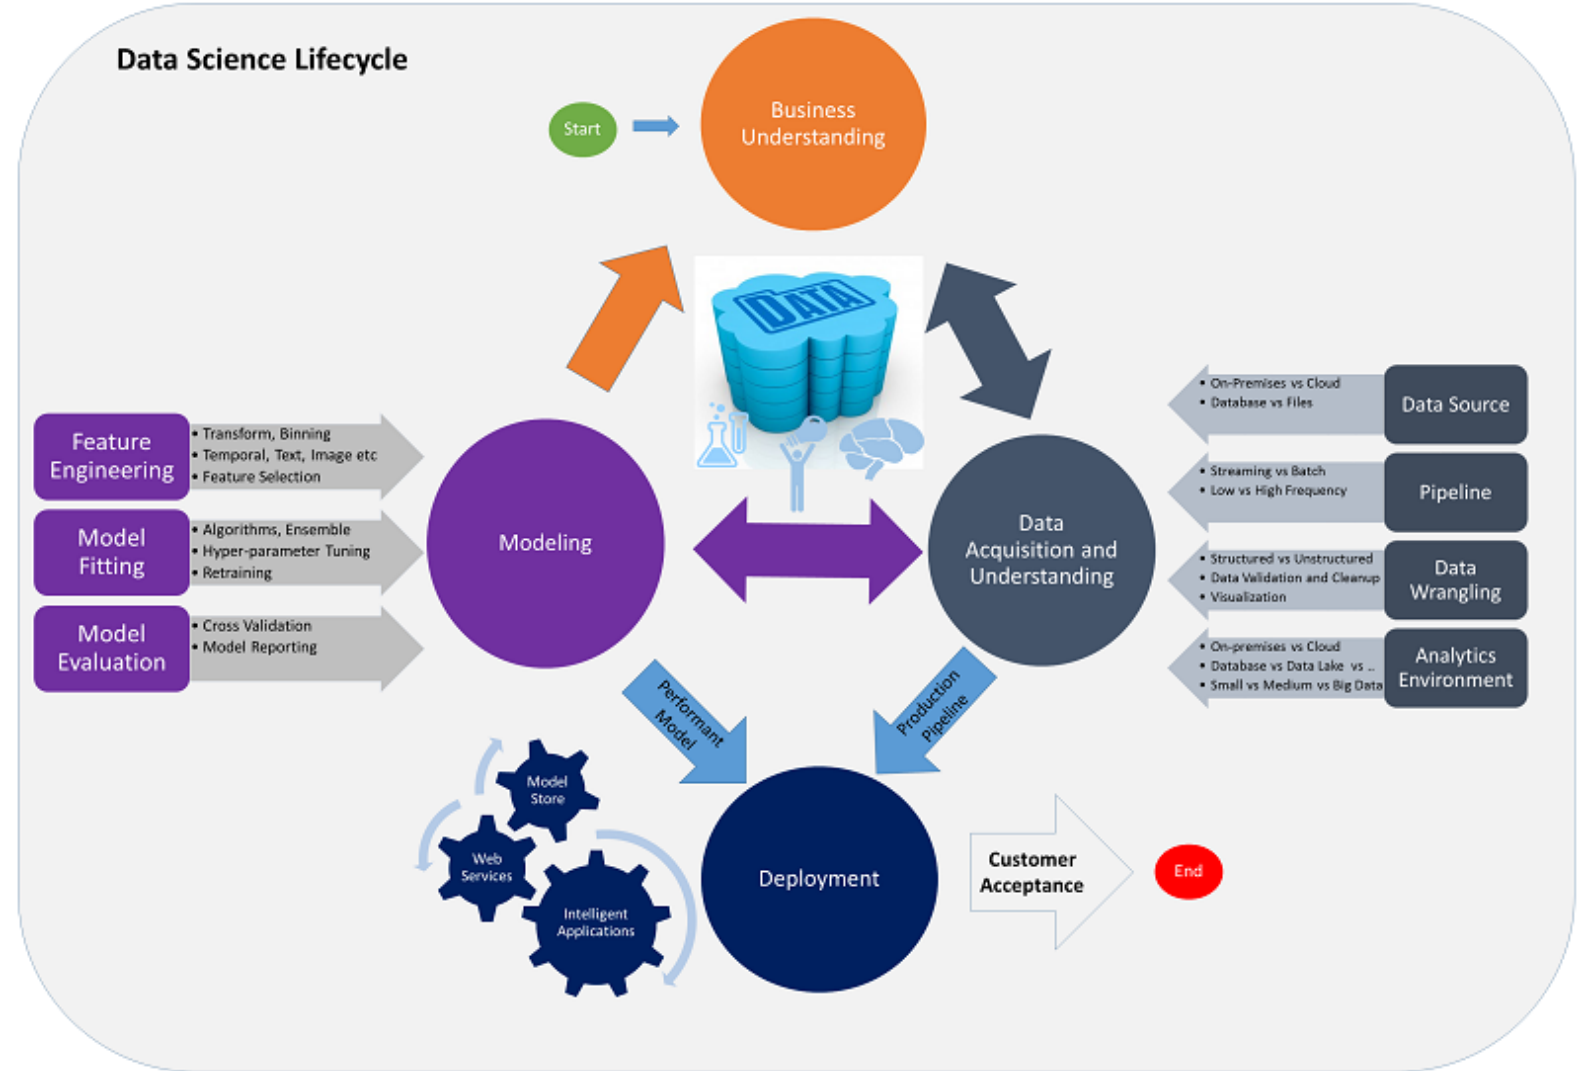 Data Science Lifecycle
Start
Business
Understanding
DATA
Data Source
• On-Premises vs Cloud
• Database vs Files
Pipeline
• Streaming vs Batch
• Low vs High Frequency
Data
Wrangling
• Structured vs Unstructured
• Data Validation and Cleanup
• Visualization
Analytics
Environment
• On-premises vs Cloud
• Database vs Data Lake vs ..
• Small vs Medium vs Big Data
Feature
Engineering
• Transform, Binning
• Temporal, Text, Image etc
• Feature Selection
Model
Fitting
• Algorithms, Ensemble
• Hyper-parameter Tuning
• Retraining
Model
Evaluation
• Cross Validation
• Model Reporting
Modeling
Data
Acquisition and
Understanding
Performant
Model
Production
Pipeline
Model
Store
Web
Services
Intelligent
Applications
Deployment
Customer
Acceptance
End